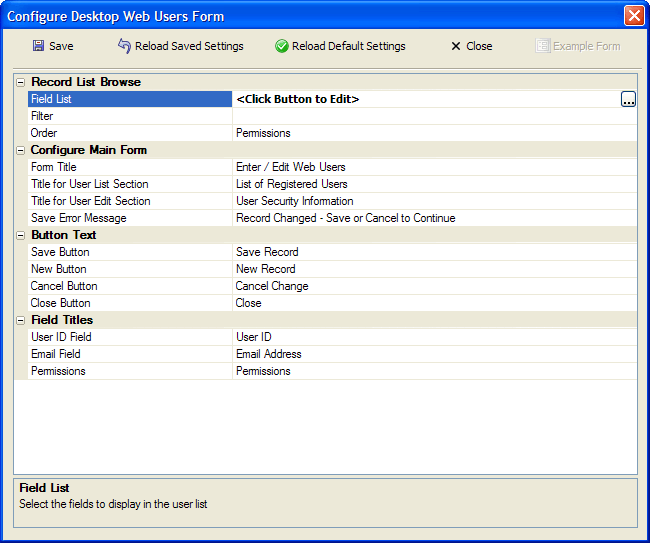 Configure Desktop Web Users Form
Save Reload Saved Settings Reload Default Settings Close Example Form
Record List Browse
Field List <Click Button to Edit> ...
Filter
Order Permissions
Configure Main Form
Form Title Enter / Edit Web Users
Title for User List Section List of Registered Users
Title for User Edit Section User Security Information
Save Error Message Record Changed - Save or Cancel to Continue
Button Text
Save Button Save Record
New Button New Record
Cancel Button Cancel Change
Close Button Close
Field Titles
User ID Field User ID
Email Field Email Address
Permissions Permissions
Field List
Select the fields to display in the user list